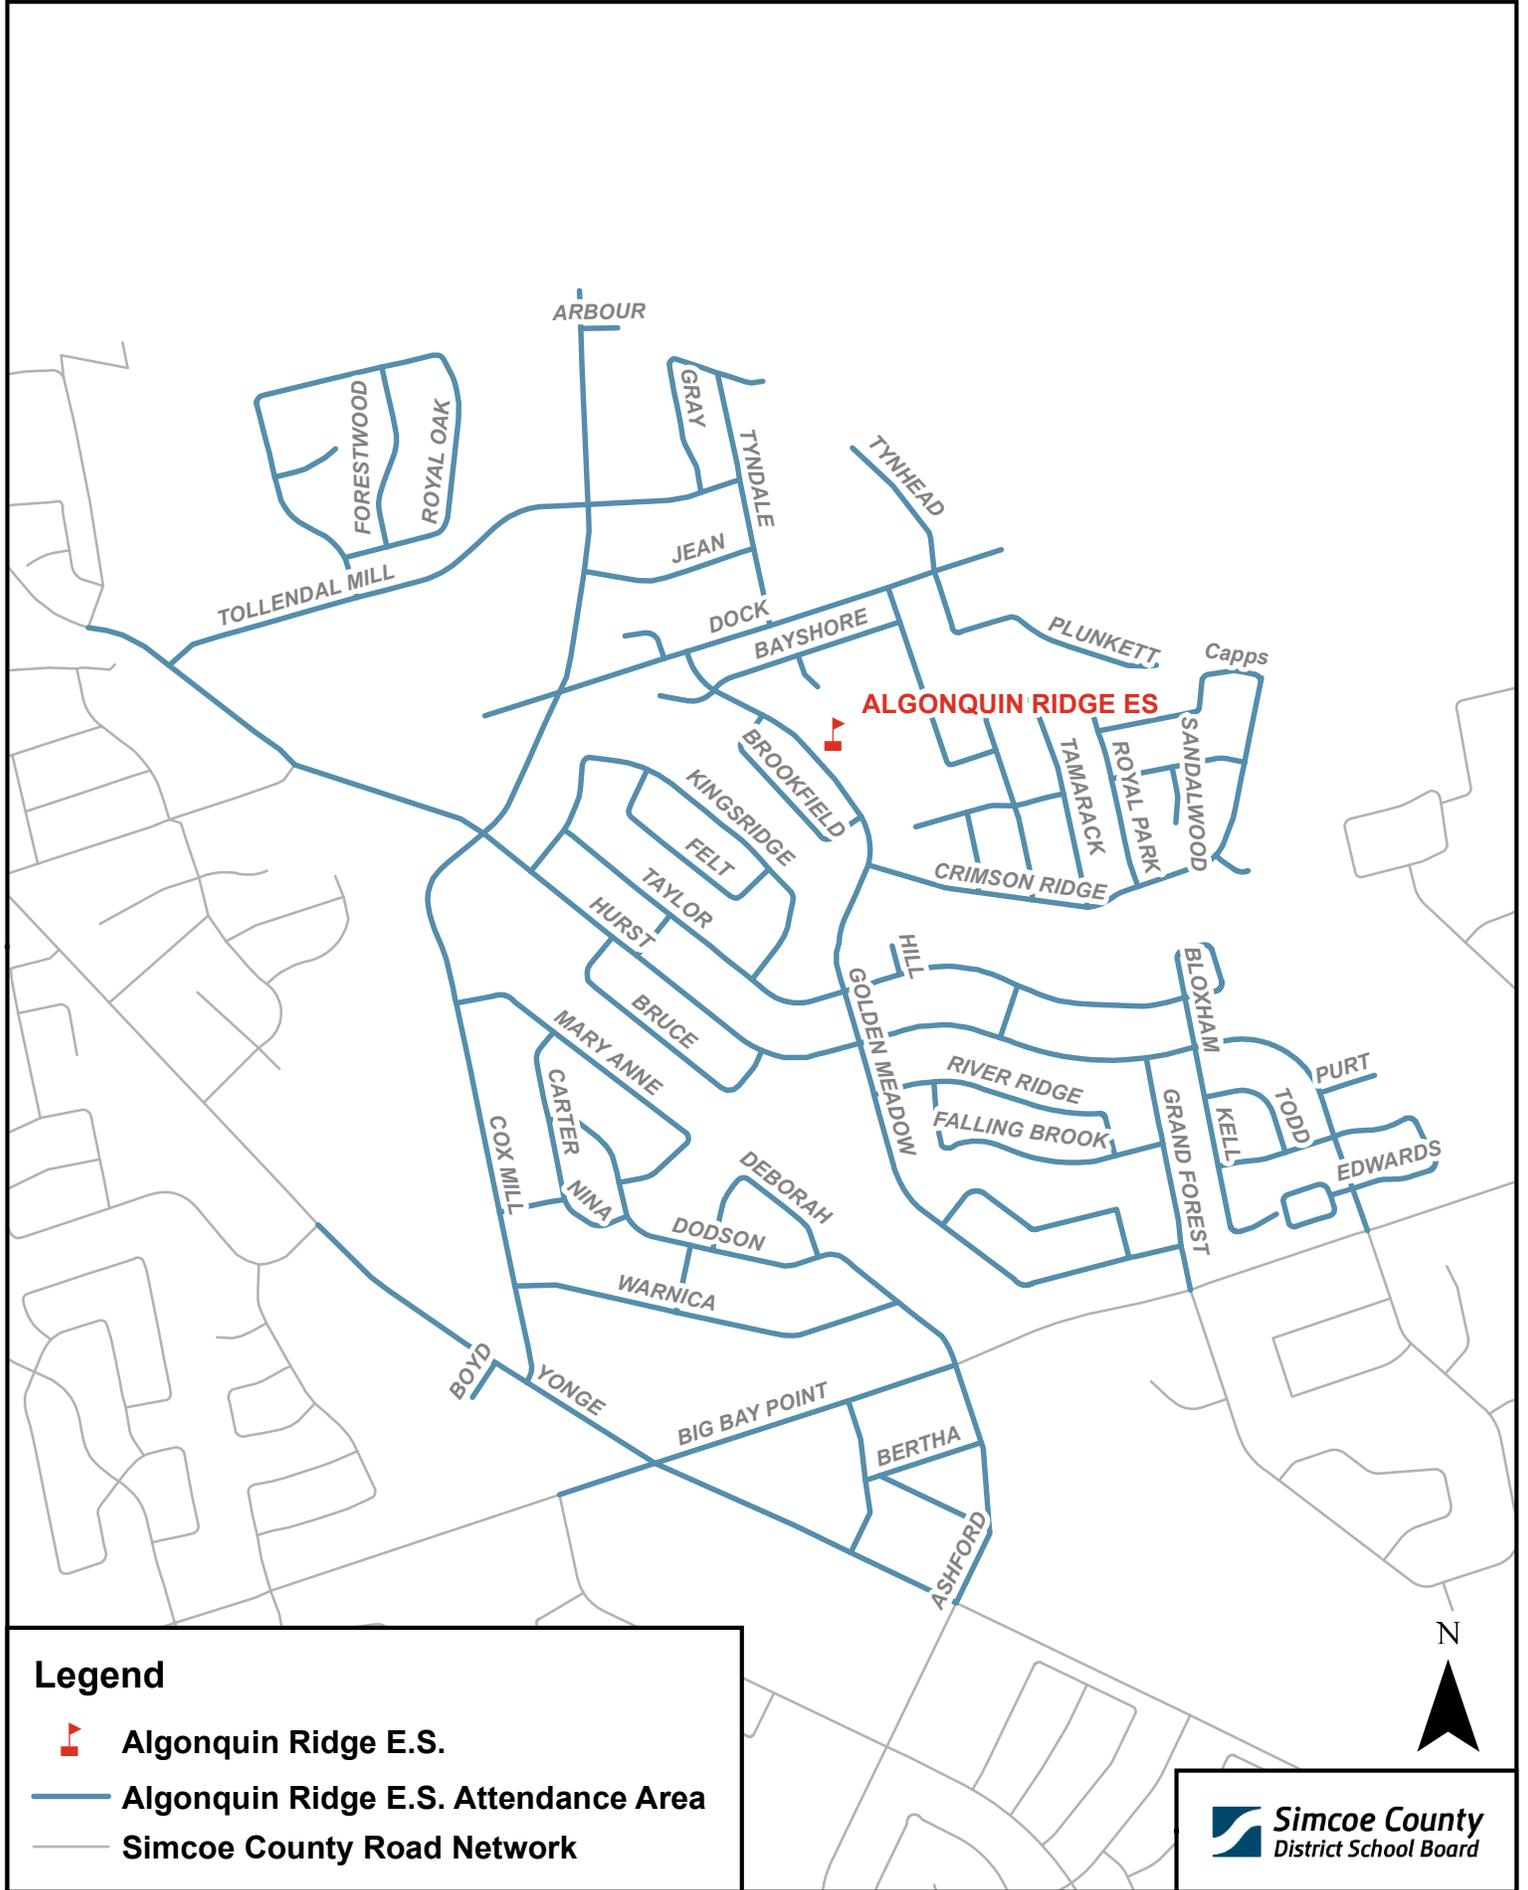 ARBOUR
GRAY
FORESTWOOD
ROYAL OAK
TYNDALE
TYNHEAD
JEAN
TOLLENDAL MILL
DOCK
BAYSHORE
PLUNKETT
Capps
ALGONQUIN RIDGE ES
BROOKFIELD
TAMARACK
ROYAL PARK
SANDALWOOD
KINGSRIDGE
FELT
TAYLOR
CRIMSON RIDGE
HURST
HILL
BLOXHAM
GOLDEN MEADOW
BRUCE
MARY ANNE
RIVER RIDGE
PURT
CARTER
FALLING BROOK
GRAND FOREST
KELL
TODD
COX MILL
EDWARDS
DEBORAH
NINA
DODSON
WARNICA
BOYD
YONGE
BIG BAY POINT
BERTHA
ASHFORD
N
Legend
Algonquin Ridge E.S.
Algonquin Ridge E.S. Attendance Area
Simcoe County Road Network
Simcoe County
District School Board